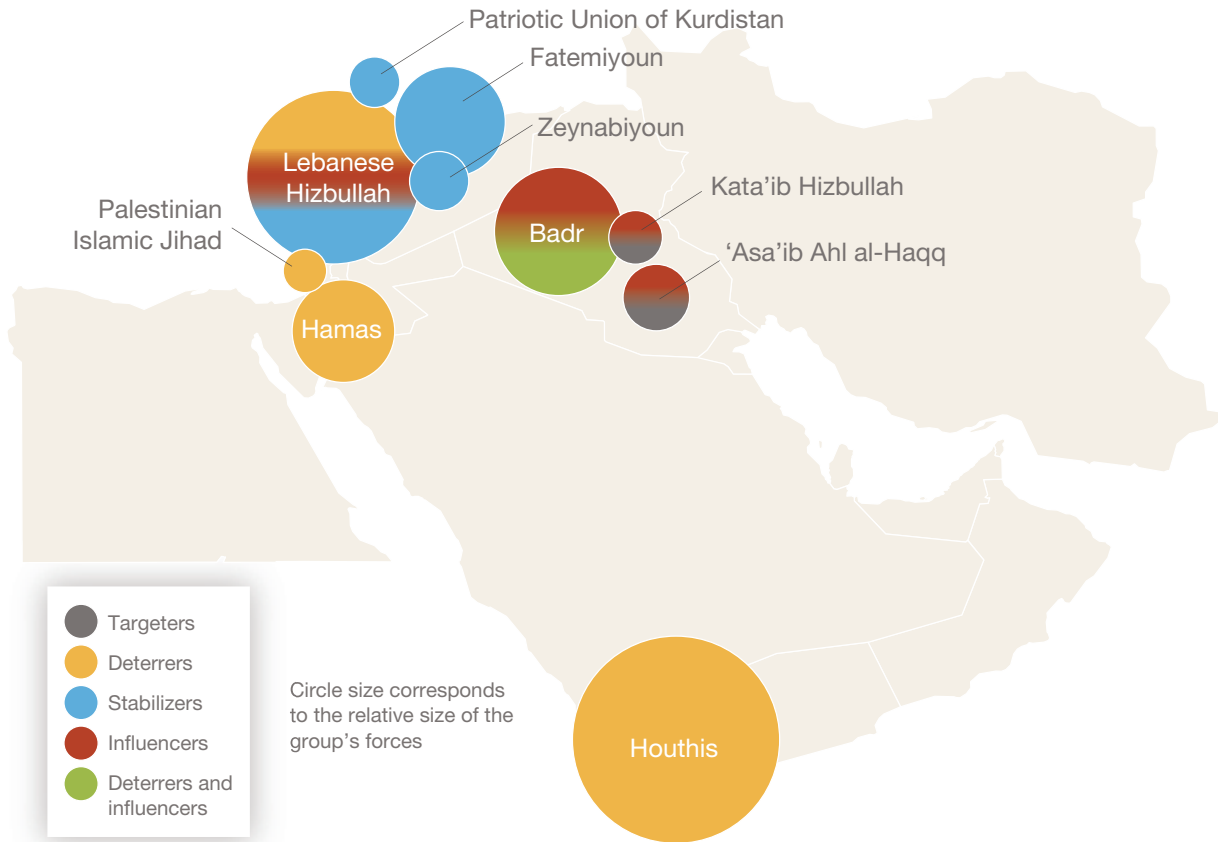 Patriotic Union of Kurdistan
Fatemiyoun
Zeynabiyoun
Lebanese
Hizbullah
Kata’ib Hizbullah
Palestinian
Islamic Jihad
Badr
‘Asa’ib Ahl al-Haqq
Hamas
Targeters
Deterrers
Stabilizers
Influencers
Deterrers and
influencers
Circle size corresponds
to the relative size of the
group’s forces
Houthis